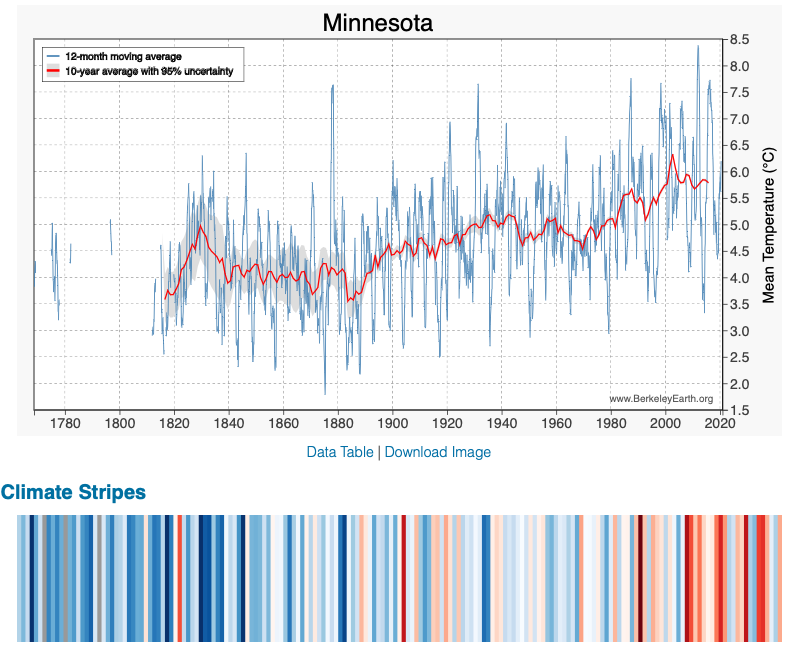 Minnesota
12-month moving average
10-year average with 95% uncertainty
8.5
8.0
7.5
7.0
6.5
6.0
5.5
5.0
4.5
4.0
3.5
3.0
2.5
2.0
1.5
Mean Temperature (°C)
www.BerkeleyEarth.org
1780 1800 1820 1840 1860 1880 1900 1920 1940 1960 1980 2000 2020
Data Table | Download Image
Climate Stripes